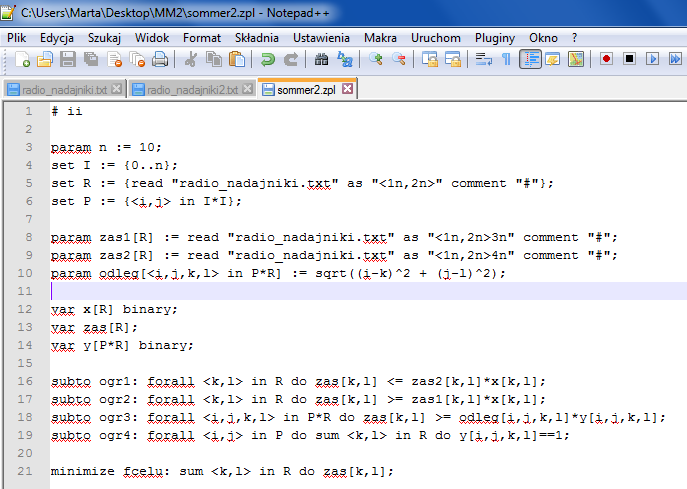 C:\Users\Marta\Desktop\MM2\sommer2.zpl - Notepad++
Plik Edycja Szukaj Widok Format Składnia Ustawienia Makra Uruchom Pluginy Okno ?
radio_nadajniki.txt radio_nadajniki2.txt sommer2.zpl
1 # ii
2
3 param n := 10;
4 set I := {0..n};
5 set R := {read "radio_nadajniki.txt" as "<1n,2n>" comment "#"};
6 set P := {<i,j> in I*I};
7
8 param zas1[R] := read "radio_nadajniki.txt" as "<1n,2n>3n" comment "#";
9 param zas2[R] := read "radio_nadajniki.txt" as "<1n,2n>4n" comment "#";
10 param odleg[<i,j,k,l> in P*R] := sqrt((i-k)^2 + (j-l)^2);
11
12 var x[R] binary;
13 var zas[R];
14 var y[P*R] binary;
15
16 subto ogr1: forall <k,l> in R do zas[k,l] <= zas2[k,l]*x[k,l];
17 subto ogr2: forall <k,l> in R do zas[k,l] >= zas1[k,l]*x[k,l];
18 subto ogr3: forall <i,j,k,l> in P*R do zas[k,l] >= odleg[i,j,k,l]*y[i,j,k,l];
19 subto ogr4: forall <i,j> in P do sum <k,l> in R do y[i,j,k,l]==1;
20
21 minimize fcelu: sum <k,l> in R do zas[k,l];